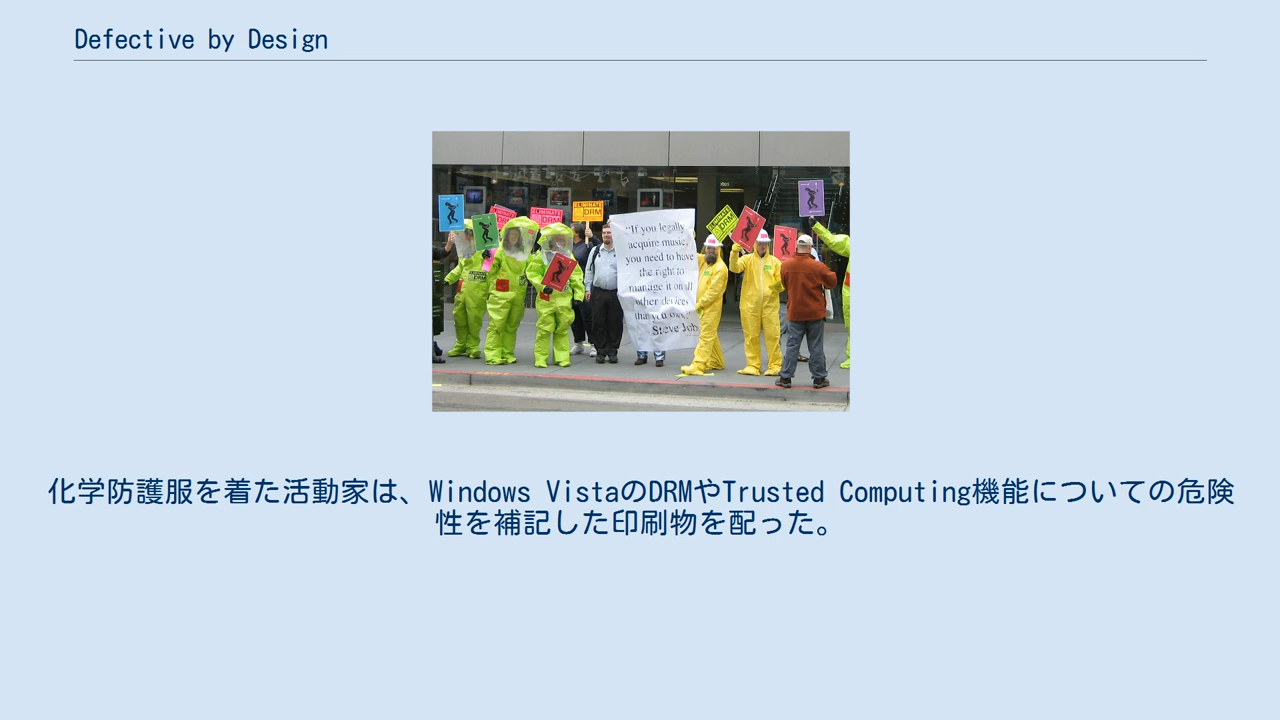 Defective by Design
ELIMINATE
DRM
ELIMINATE
DRM
ELIMINATE
DRM
"If you legally
acquire music,
you need to have
the right to
manage it on all
other devices
that you own."
Steve Jobs
化学防護服を着た活動家は、Windows VistaのDRMやTrusted Computing機能についての危険
性を補記した印刷物を配った。